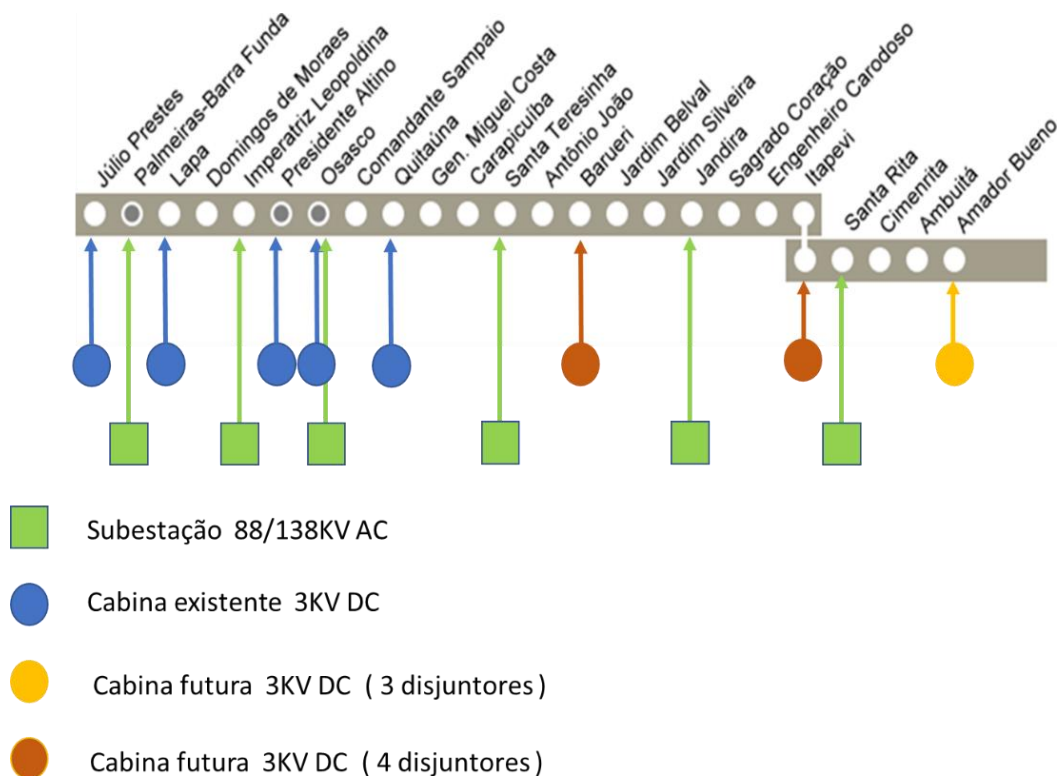 Júlio Prestes
Palmeiras-Barra Funda
Lapa
Domingos de Moraes
Imperatriz Leopoldina
Presidente Altino
Osasco
Comandante Sampaio
Quitaúna
Gen. Miguel Costa
Carapicuíba
Santa Teresinha
Antônio João
Barueri
Jardim Belval
Jardim Silveira
Jandira
Sagrado Coração
Engenheiro Carodoso
Itapevi
Santa Rita
Cimenrita
Ambuitá
Amador Bueno
Subestação 88/138KV AC
Cabina existente 3KV DC
Cabina futura 3KV DC ( 3 disjuntores )
Cabina futura 3KV DC ( 4 disjuntores )